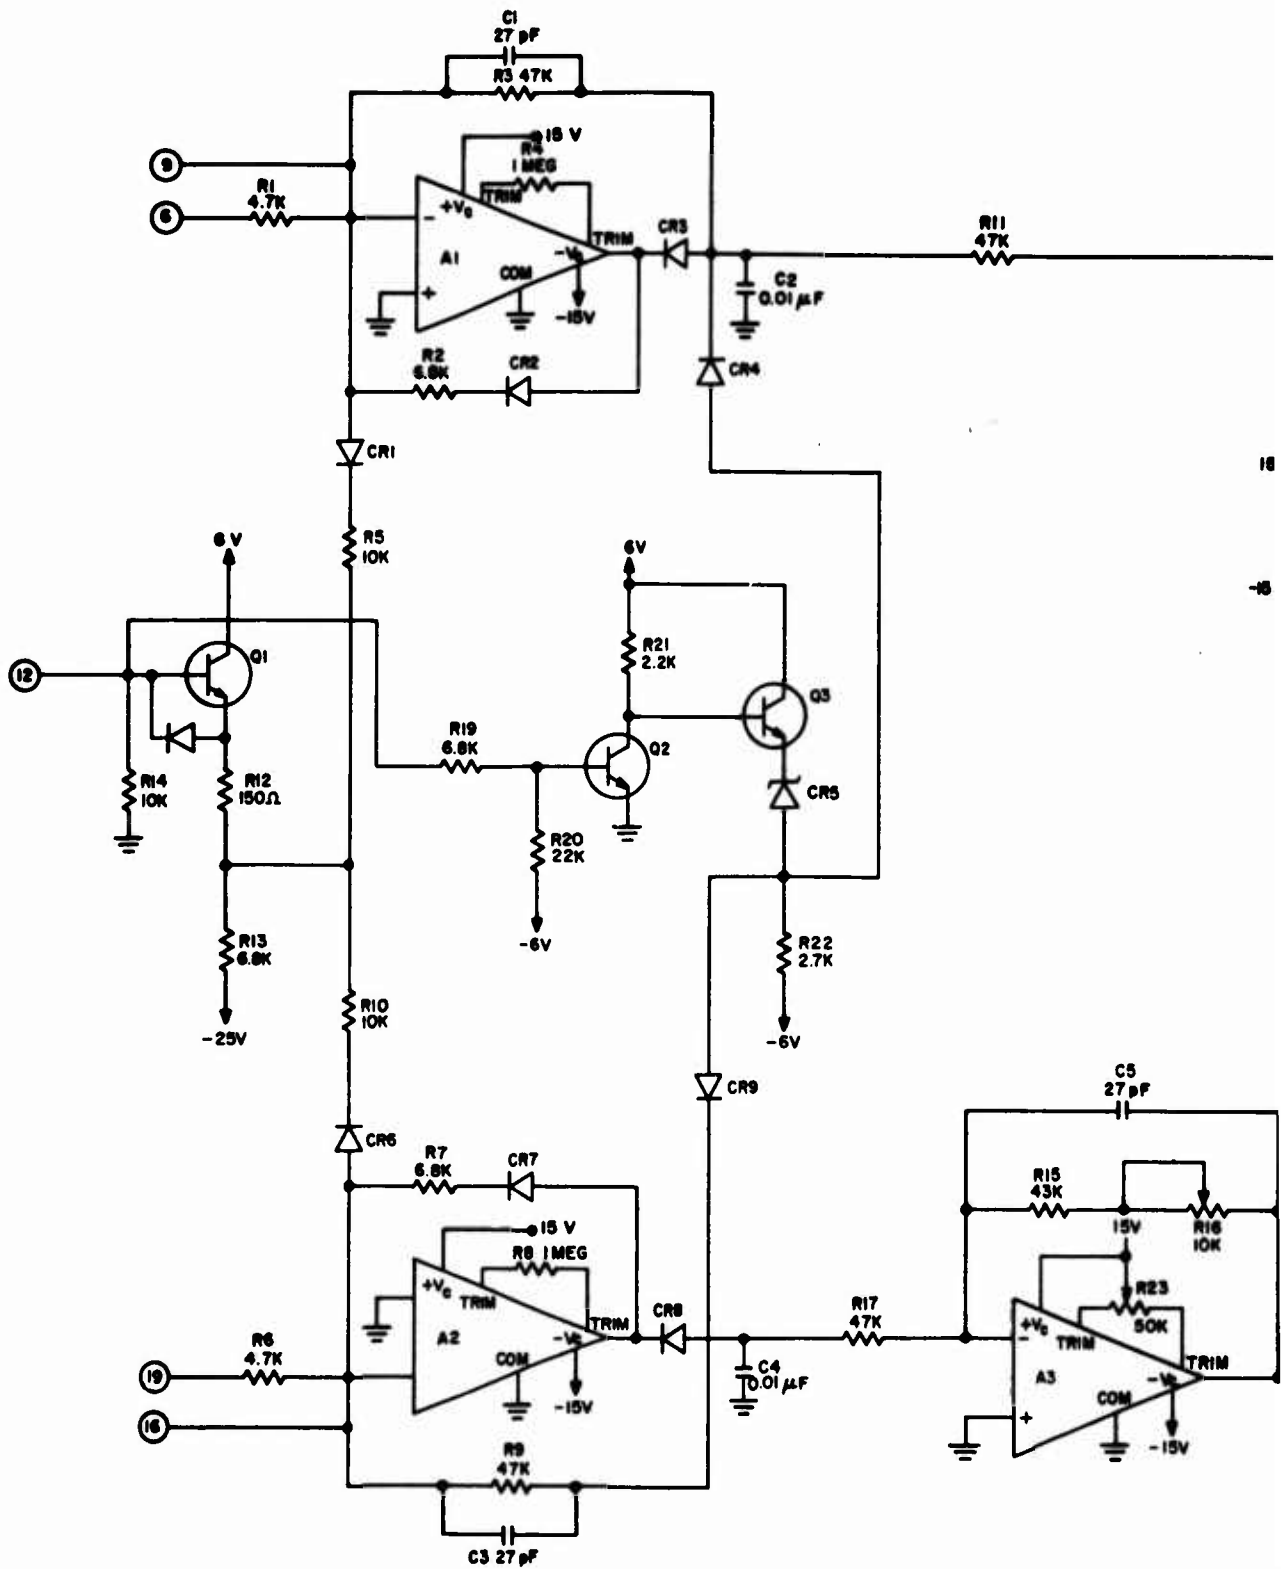 C1
27 pF
R3 47K
15 V
R4
1 MEG
TRIM
+Vc
9
R1
4.7K
6
−
A1
+
COM
TRIM
-15V
CR3
R11
47K
C2
0.01 µF
R2
6.8K
CR2
CR4
CR1
15
R5
10K
6 V
6V
-15
Q1
12
R21
2.2K
Q3
R19
6.8K
Q2
R14
10K
R12
150Ω
CR5
R20
22K
R13
6.8K
-6V
R22
2.7K
R10
10K
-25V
-6V
CR9
C5
27 pF
CR6
R7
6.8K
CR7
R15
43K
15V
R16
10K
15 V
R8 1 MEG
+Vc
TRIM
TRIM
A2
-Vc
COM
-15V
CR8
R17
47K
R23
50K
+Vc
TRIM
TRIM
−
A3
-Vc
COM
+
-15V
R6
4.7K
19
16
C4
0.01 µF
R9
47K
C3 27 pF